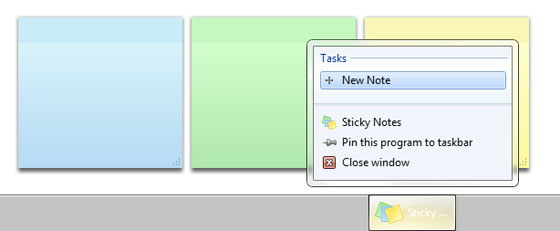 Tasks
New Note
Sticky Notes
Pin this program to taskbar
Close window
Sticky ...